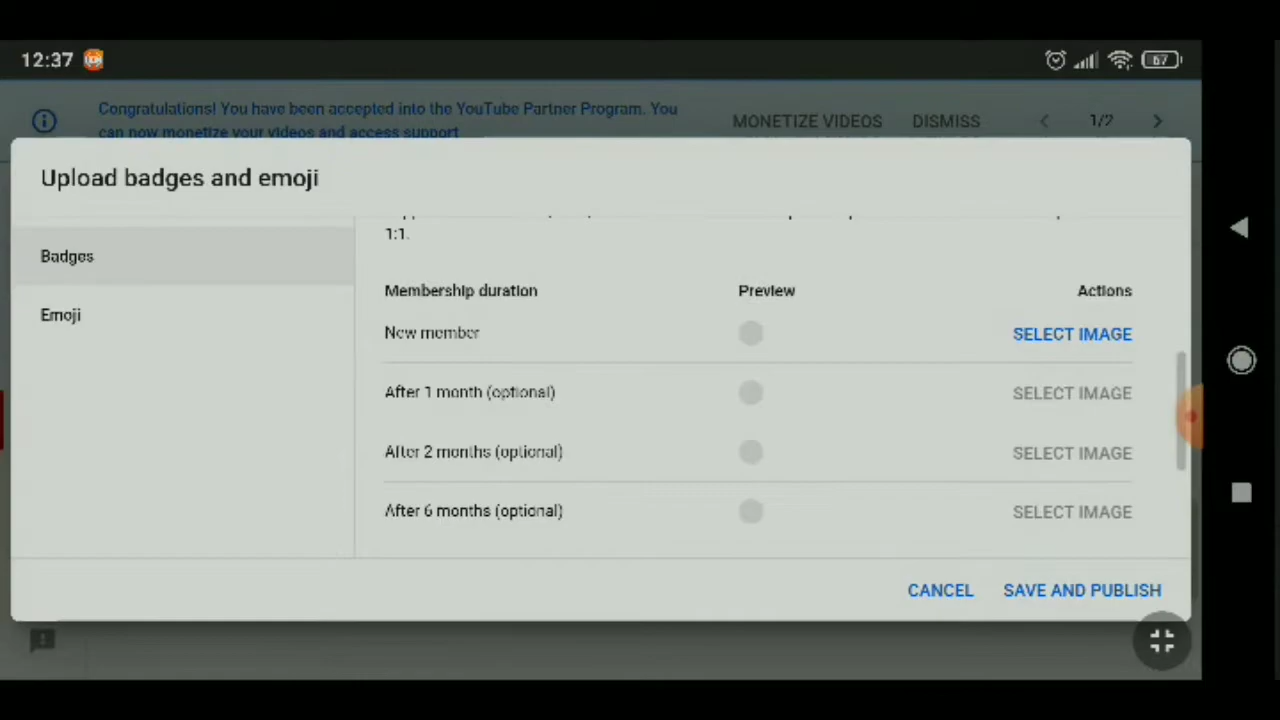 12:37
67
Congratulations! You have been accepted into the YouTube Partner Program. You
can now monetize your videos and access support
MONETIZE VIDEOS
DISMISS
1/2
Upload badges and emoji
Badges
Emoji
1:1.
Membership duration
Preview
Actions
New member
SELECT IMAGE
After 1 month (optional)
SELECT IMAGE
After 2 months (optional)
SELECT IMAGE
After 6 months (optional)
SELECT IMAGE
CANCEL
SAVE AND PUBLISH